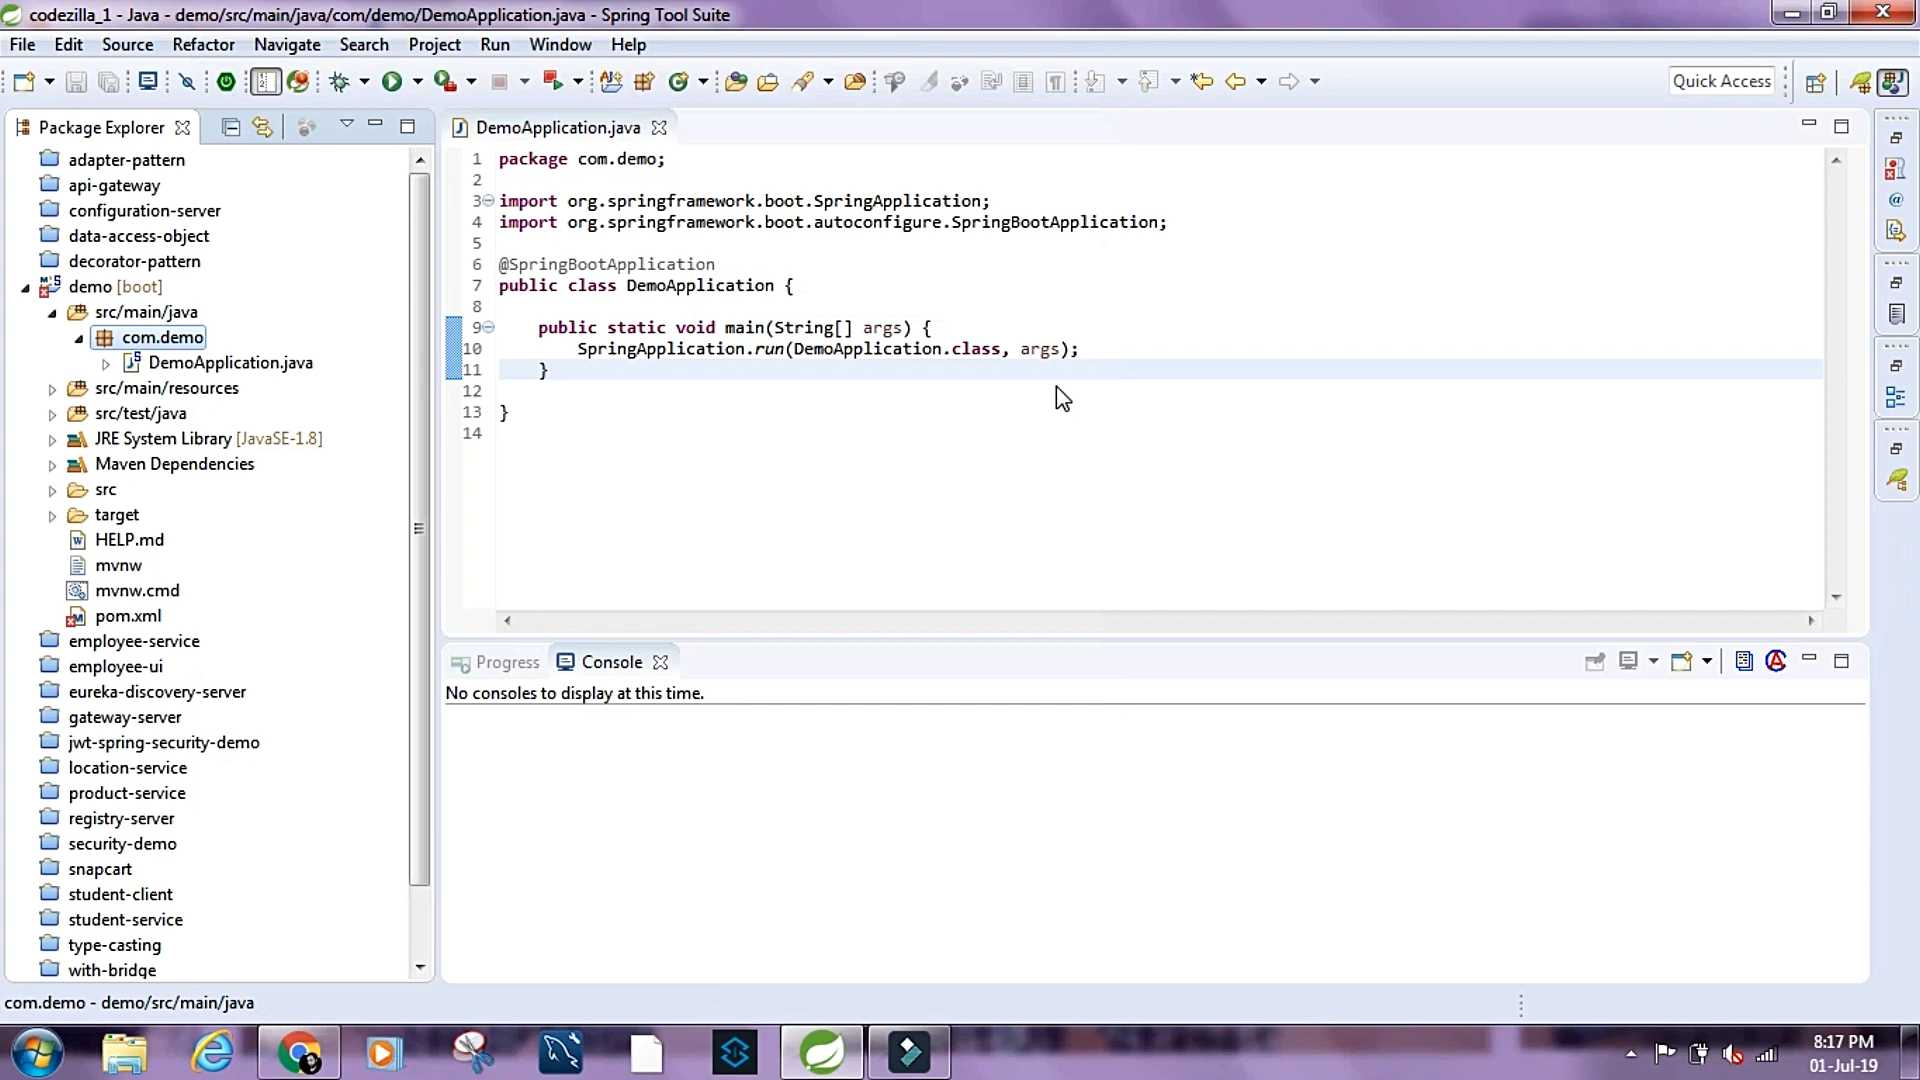 codezilla_1 - Java - demo/src/main/java/com/demo/DemoApplication.java - Spring Tool Suite
File Edit Source Refactor Navigate Search Project Run Window Help
Quick Access
Package Explorer
adapter-pattern
api-gateway
configuration-server
data-access-object
decorator-pattern
demo [boot]
src/main/java
com.demo
DemoApplication.java
src/main/resources
src/test/java
JRE System Library [JavaSE-1.8]
Maven Dependencies
src
target
HELP.md
mvnw
mvnw.cmd
pom.xml
employee-service
employee-ui
eureka-discovery-server
gateway-server
jwt-spring-security-demo
location-service
product-service
registry-server
security-demo
snapcart
student-client
student-service
type-casting
with-bridge
DemoApplication.java
1 package com.demo;
2
3 import org.springframework.boot.SpringApplication;
4 import org.springframework.boot.autoconfigure.SpringBootApplication;
5
6 @SpringBootApplication
7 public class DemoApplication {
8
9 public static void main(String[] args) {
10 SpringApplication.run(DemoApplication.class, args);
11 }
12
13 }
14
Progress Console
No consoles to display at this time.
com.demo - demo/src/main/java
8:17 PM
01-Jul-19